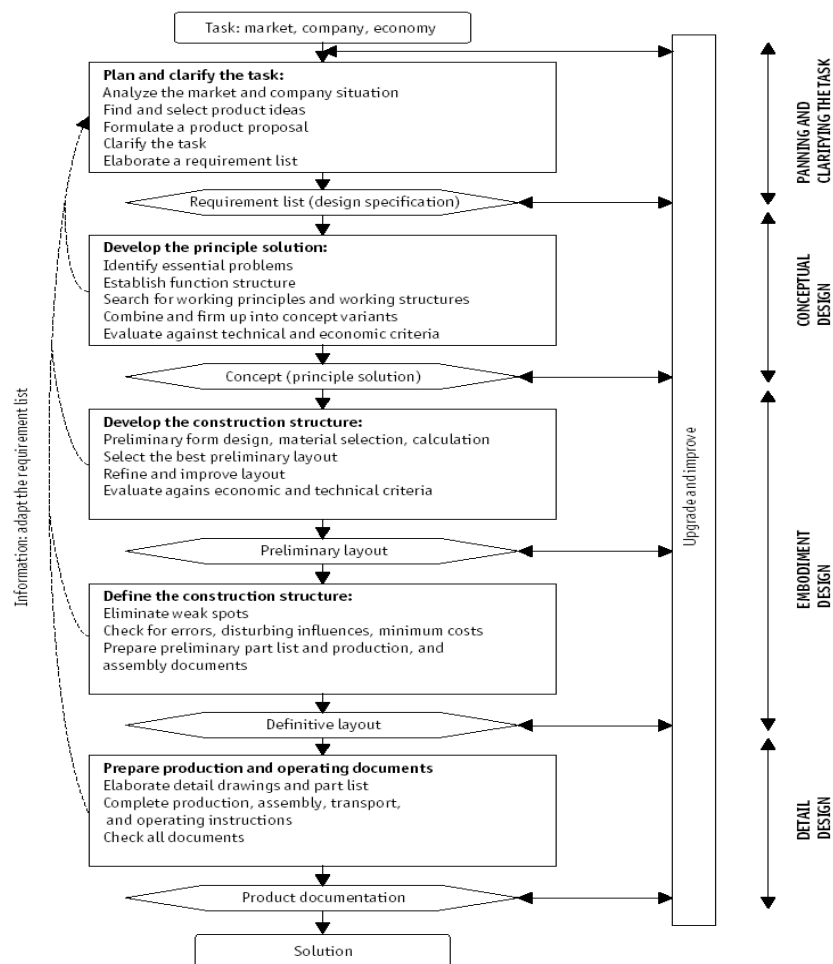 Task: market, company, economy
Plan and clarify the task:
Analyze the market and company situation
Find and select product ideas
Formulate a product proposal
Clarify the task
Elaborate a requirement list
Requirement list (design specification)
Develop the principle solution:
Identify essential problems
Establish function structure
Search for working principles and working structures
Combine and firm up into concept variants
Evaluate against technical and economic criteria
Concept (principle solution)
Develop the construction structure:
Preliminary form design, material selection, calculation
Select the best preliminary layout
Refine and improve layout
Evaluate agains economic and technical criteria
Preliminary layout
Define the construction structure:
Eliminate weak spots
Check for errors, disturbing influences, minimum costs
Prepare preliminary part list and production, and
assembly documents
Definitive layout
Prepare production and operating documents
Elaborate detail drawings and part list
Complete production, assembly, transport,
and operating instructions
Check all documents
Product documentation
Solution
Information: adapt the requirement list
Upgrade and improve
PANNING AND
CLARIFYING THE TASK
CONCEPTUAL
DESIGN
EMBODIMENT
DESIGN
DETAIL
DESIGN